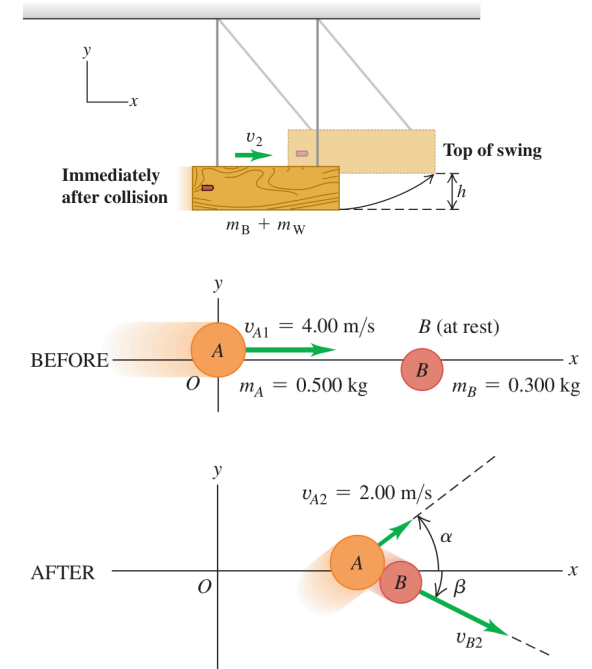 y
x
v2
Top of swing
Immediately
after collision
h
mB + mW
y
vA1 = 4.00 m/s
B (at rest)
A
BEFORE
x
B
O
mA = 0.500 kg
mB = 0.300 kg
y
vA2 = 2.00 m/s
α
A
AFTER
x
B
O
β
vB2